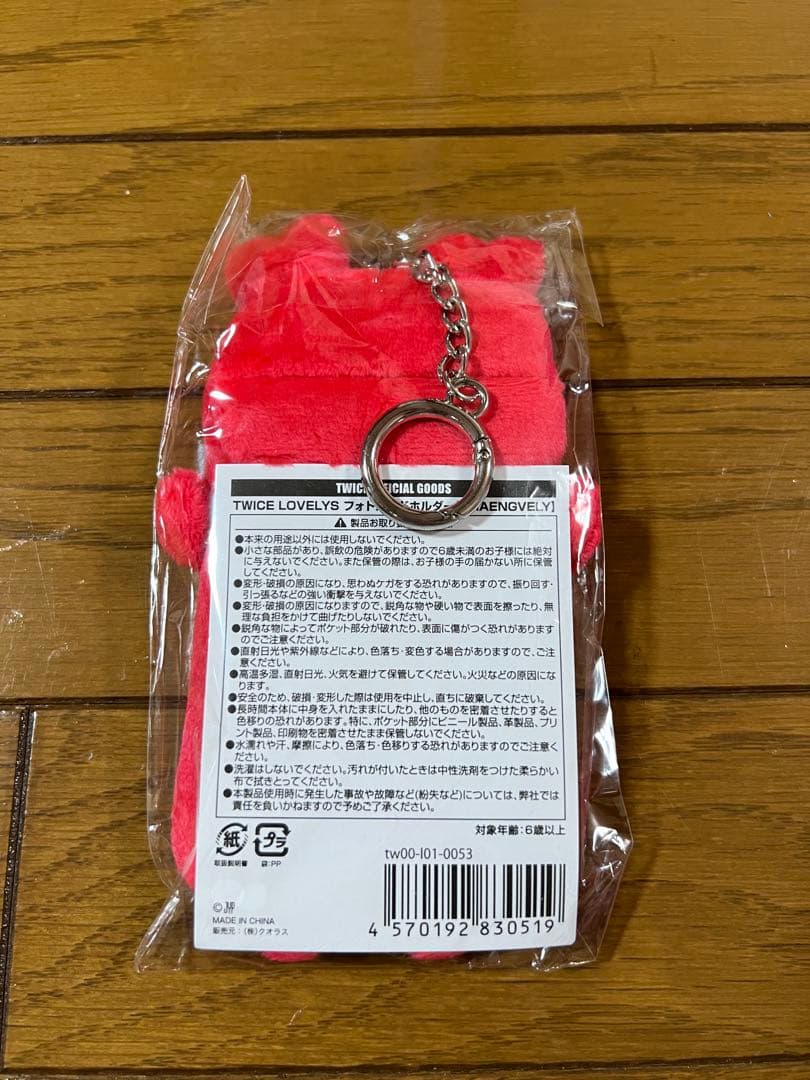 TWICE OFFICIAL GOODS
TWICE LOVELYS フォト ドホルダー AENGVELY】
製品お取り
●本来の用途以外には使用しないでください。
●小さな部品があり、誤飲の危険がありますので6歳未満のお子様には絶対
に与えないでください。また保管の際は、お子様の手の届かない所に保管
してください。
●変形・破損の原因になり、思わぬケガをする恐れがありますので、振り回す・
引っ張るなどの強い衝撃を与えないでください。
●変形・破損の原因になりますので、鋭角な物や硬い物で表面を擦ったり、無
理な負担をかけて曲げたりしないでください。
●鋭角な物によってポケット部分が破れたり、表面に傷がつく恐れがあります
のでご注意ください。
●直射日光や紫外線などにより、色落ち・変色する場合がありますので、ご注
意ください。
●高温多湿、直射日光、火気を避けて保管してください。火災などの原因にな
ります。
●安全のため、破損・変形した際は使用を中止し、直ちに破棄してください。
●長時間本体に中身を入れたままにしたり、他のものを密着させたりすると
色移りの恐れがあります。特に、ポケット部分にビニール製品、革製品、プリ
ント製品、印刷物を密着させたまま保管しないでください。
●水濡れや汗、摩擦により、色落ち・色移りする恐れがありますのでご注意くだ
さい。
●洗濯はしないでください。汚れが付いたときは中性洗剤をつけた柔らかい
布で拭きとってください。
●本製品使用時に発生した事故や故障など(紛失など)については、弊社では
責任を負いかねますので予めご了承ください。
対象年齢:6歳以上
紙
プラ
取扱説明書
袋:PP
tw00-l01-0053
©
MADE IN CHINA
販売元:(株)クオラス
4 570192 830519